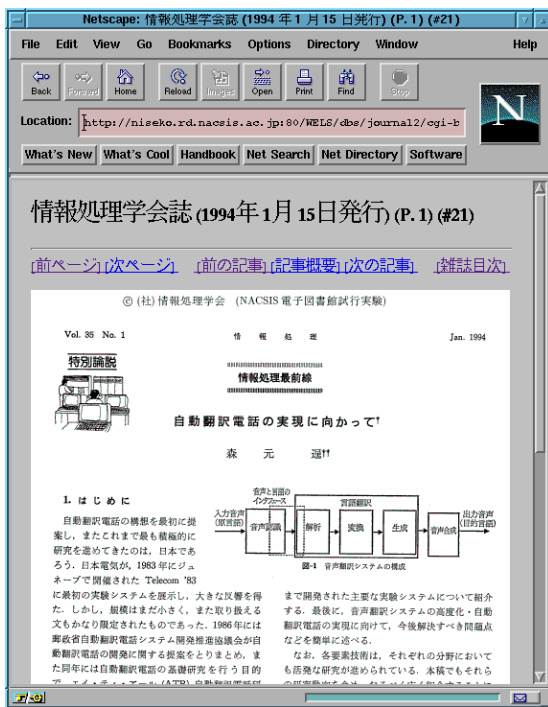 Netscape: 情報処理学会誌 (1994 年 1 月 15 日発行) (P. 1) (#21)
File Edit View Go Bookmarks Options Directory Window Help
Back Forward Home Reload Images Open Print Find Stop
N
Location: http://niseko.rd.nacsis.ac.jp:80/WELS/dbs/journal2/cgi-b
What's New What's Cool Handbook Net Search Net Directory Software
情報処理学会誌 (1994年 1月 15日発行) (P. 1) (#21)
[前ページ] [次ページ] [前の記事] [記事概要] [次の記事] [雑誌目次]
© (社) 情報処理学会 (NACSIS 電子図書館試行実験)
Vol. 35 No. 1 情 報 処 理 Jan. 1994
特別論説
情報処理最前線
自動翻訳電話の実現に向かって†
森 元 逞††
1. は じ め に
自動翻訳電話の構想を最初に提
案し,またこれまで最も積極的に
研究を進めてきたのは,日本であ
ろう.日本電気が,1983年にジュ
ネーブで開催された Telecom '83
に最初の実験システムを展示し,大きな反響を得
た.しかし,規模はまだ小さく,また取り扱える
文もかなり限定されたものであった.1986年には
郵政省自動翻訳電話システム開発推進協議会が自
動翻訳電話の開発に関する提案をとりまとめ,ま
た同年には自動翻訳電話の基礎研究を行う目的
で,エイ・ティ・アール (ATR) 自動翻訳電話研
音声と言語の
インタフェース
言語翻訳
入力音声
(原言語)
音声認識
解析
変換
生成
音声合成
出力音声
(目的言語)
図-1 音声翻訳システムの構成
まで開発された主要な実験システムについて紹介
する.最後に,音声翻訳システムの高度化・自動
翻訳電話の実現に向けて,今後解決すべき問題点
などを簡単に述べる.
なお,各要素技術は,それぞれの分野において
も活発な研究が進められている.本稿でもそれら